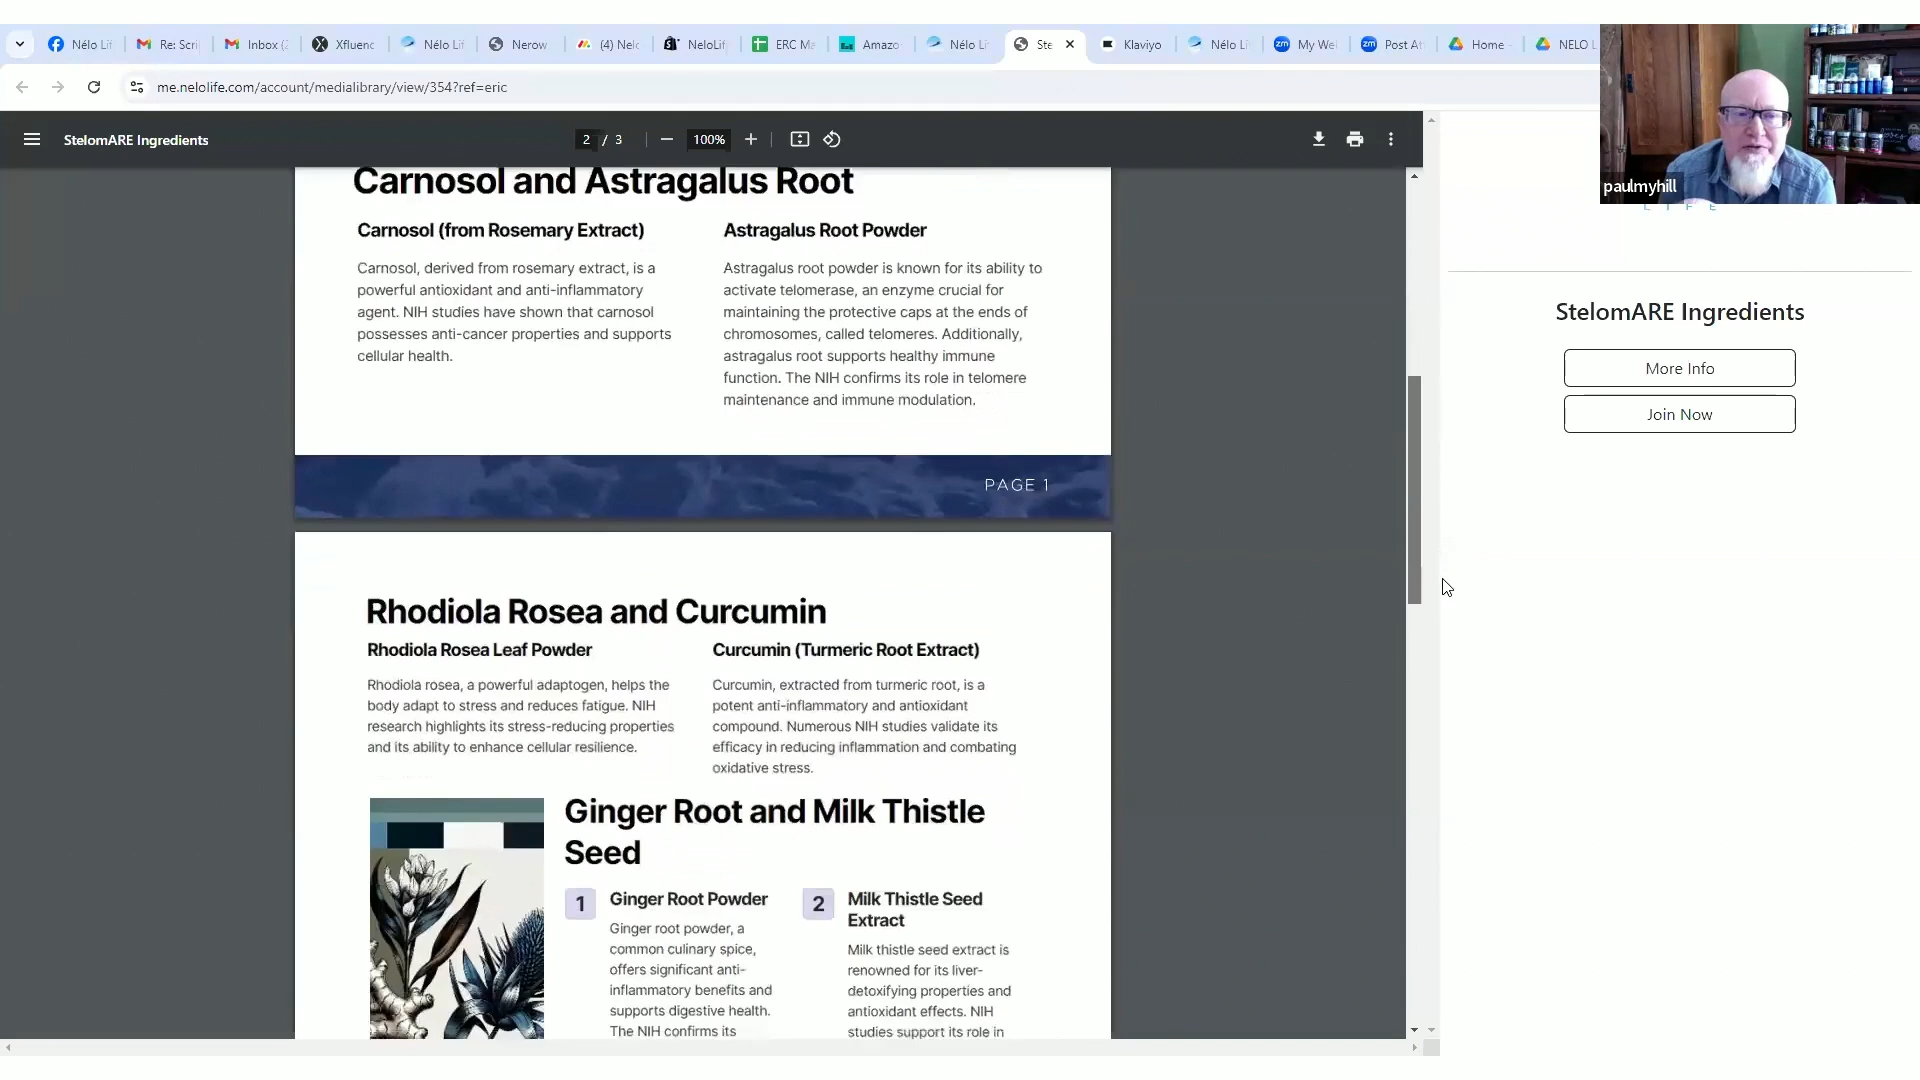 Nélo Lif
Re: Scri
Inbox (2
Xfluenc
Nélo Lif
Nerow
(4) Nelo
NeloLif
ERC Ma
Amazo
Nélo Li
Ste
Klaviyo
Nélo Li
My We
Post At
Home -
NELO L
me.nelolife.com/account/medialibrary/view/354?ref=eric
StelomARE Ingredients
2 / 3
100%
paulmyhill
LIFE
Carnosol and Astragalus Root
Carnosol (from Rosemary Extract)
Carnosol, derived from rosemary extract, is a
powerful antioxidant and anti-inflammatory
agent. NIH studies have shown that carnosol
possesses anti-cancer properties and supports
cellular health.
Astragalus Root Powder
Astragalus root powder is known for its ability to
activate telomerase, an enzyme crucial for
maintaining the protective caps at the ends of
chromosomes, called telomeres. Additionally,
astragalus root supports healthy immune
function. The NIH confirms its role in telomere
maintenance and immune modulation.
PAGE 1
Rhodiola Rosea and Curcumin
Rhodiola Rosea Leaf Powder
Rhodiola rosea, a powerful adaptogen, helps the
body adapt to stress and reduces fatigue. NIH
research highlights its stress-reducing properties
and its ability to enhance cellular resilience.
Curcumin (Turmeric Root Extract)
Curcumin, extracted from turmeric root, is a
potent anti-inflammatory and antioxidant
compound. Numerous NIH studies validate its
efficacy in reducing inflammation and combating
oxidative stress.
Ginger Root and Milk Thistle
Seed
1
Ginger Root Powder
Ginger root powder, a
common culinary spice,
offers significant anti-
inflammatory benefits and
supports digestive health.
The NIH confirms its
2
Milk Thistle Seed
Extract
Milk thistle seed extract is
renowned for its liver-
detoxifying properties and
antioxidant effects. NIH
studies support its role in
StelomARE Ingredients
More Info
Join Now